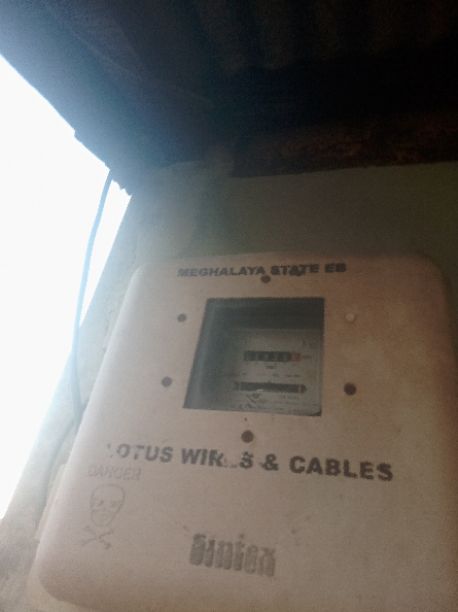 MEGHALAYA STATE EB
LOTUS WIRES & CABLES
DANGER
Sintex